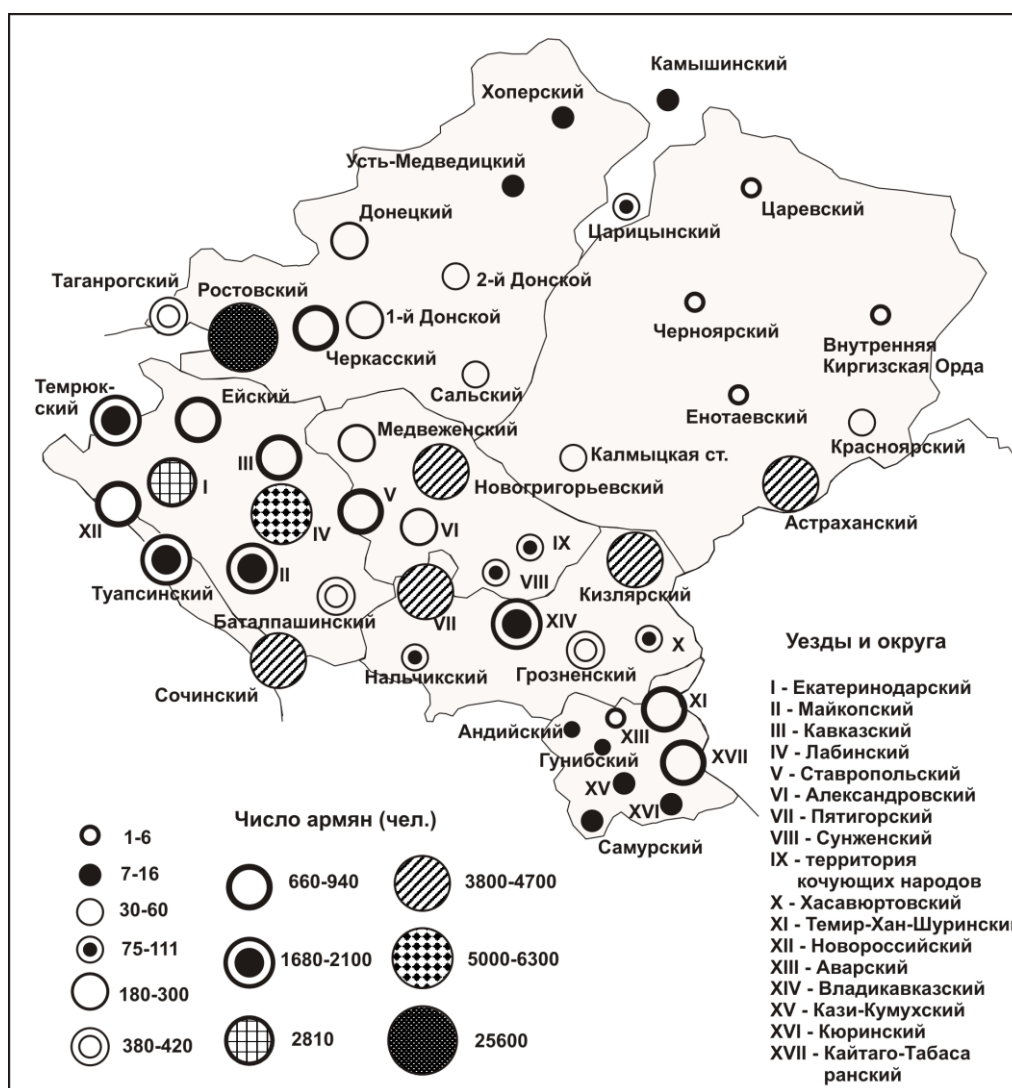 Камышинский
Хоперский
Усть-Медведицкий
Царевский
Донецкий
Царицынский
2-й Донской
Таганрогский
Ростовский
1-й Донской
Черноярский
Черкасский
Внутренняя
Киргизская Орда
Сальский
Темрюк-
ский
Ейский
Енотаевский
Медвеженский
Красноярский
III
Калмыцкая ст.
I
Новогригорьевский
V
Астраханский
XII
IV
VI
IX
II
VIII
Туапсинский
Кизлярский
Баталпашинский
VII
XIV
X
Нальчикский
Грозненский
Сочинский
XI
Андийский
XIII
Гунибский
XVII
XV
XVI
Самурский
Число армян (чел.)
1-6
7-16
30-60
75-111
180-300
380-420
660-940
1680-2100
2810
3800-4700
5000-6300
25600
Уезды и округа
I - Екатеринодарский
II - Майкопский
III - Кавказский
IV - Лабинский
V - Ставропольский
VI - Александровский
VII - Пятигорский
VIII - Сунженский
IX - территория
кочующих народов
X - Хасавюртовский
XI - Темир-Хан-Шуринский
XII - Новороссийский
XIII - Аварский
XIV - Владикавказский
XV - Кази-Кумухский
XVI - Кюринский
XVII - Кайтаго-Табаса
ранский